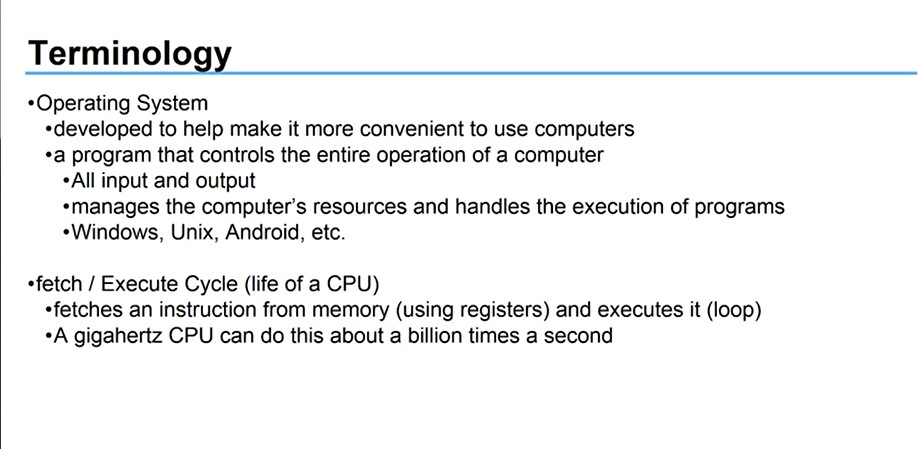 Terminology
•Operating System
•developed to help make it more convenient to use computers
•a program that controls the entire operation of a computer
•All input and output
•manages the computer’s resources and handles the execution of programs
•Windows, Unix, Android, etc.
•fetch / Execute Cycle (life of a CPU)
•fetches an instruction from memory (using registers) and executes it (loop)
•A gigahertz CPU can do this about a billion times a second